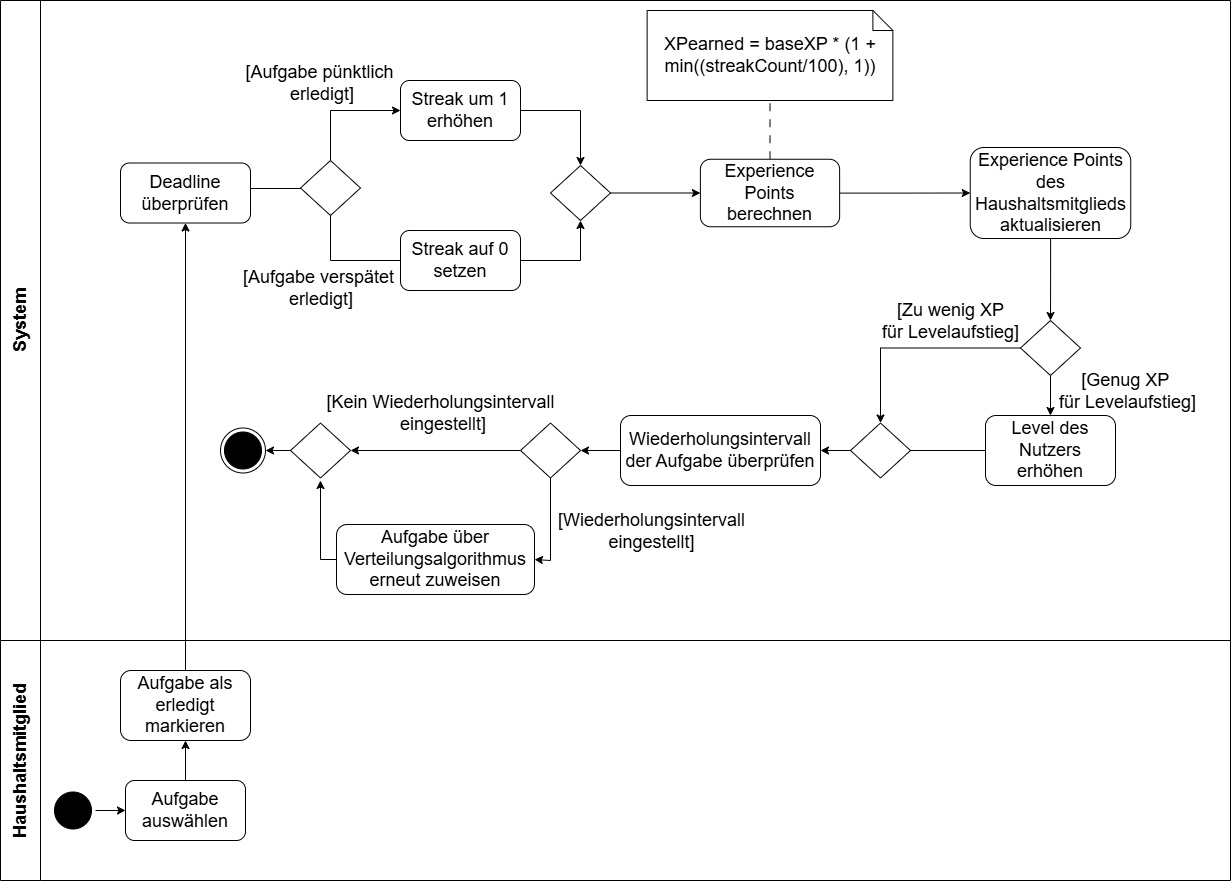 System
XPearned = baseXP * (1 +
min((streakCount/100), 1))
[Aufgabe pünktlich
erledigt]
Streak um 1
erhöhen
Deadline
überprüfen
Experience
Points
berechnen
Experience Points
des
Haushaltsmitglieds
aktualisieren
Streak auf 0
setzen
[Aufgabe verspätet
erledigt]
[Zu wenig XP
für Levelaufstieg]
[Genug XP
für Levelaufstieg]
[Kein Wiederholungsintervall
eingestellt]
Wiederholungsintervall
der Aufgabe überprüfen
Level des
Nutzers
erhöhen
[Wiederholungsintervall
eingestellt]
Aufgabe über
Verteilungsalgorithmus
erneut zuweisen
Haushaltsmitglied
Aufgabe als
erledigt
markieren
Aufgabe
auswählen